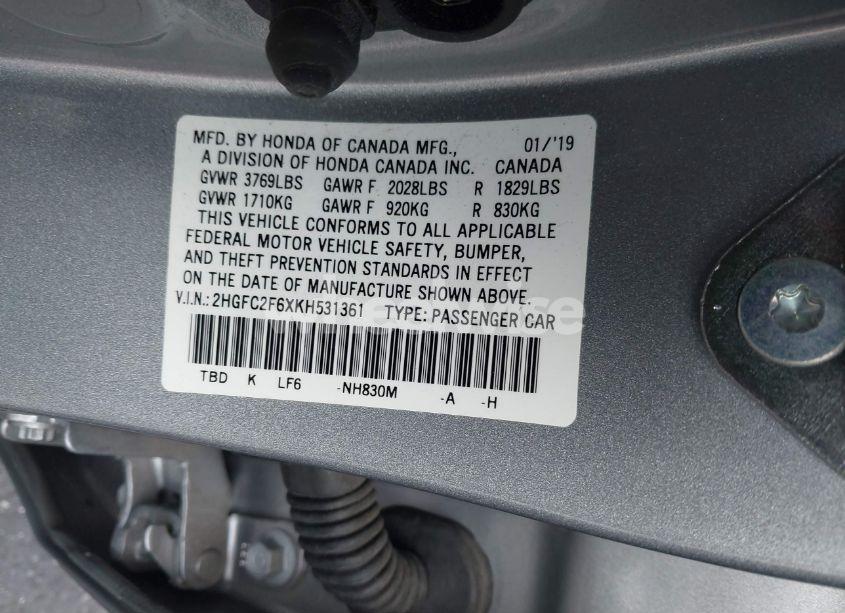 MFD. BY HONDA OF CANADA MFG., 01/'19
A DIVISION OF HONDA CANADA INC. CANADA
GVWR 3769LBS GAWR F 2028LBS R 1829LBS
GVWR 1710KG GAWR F 920KG R 830KG
THIS VEHICLE CONFORMS TO ALL APPLICABLE
FEDERAL MOTOR VEHICLE SAFETY, BUMPER,
AND THEFT PREVENTION STANDARDS IN EFFECT
ON THE DATE OF MANUFACTURE SHOWN ABOVE.
V.I.N.: 2HGFC2F6XKH531361 TYPE: PASSENGER CAR
TBD K LF6 -NH830M -A -H